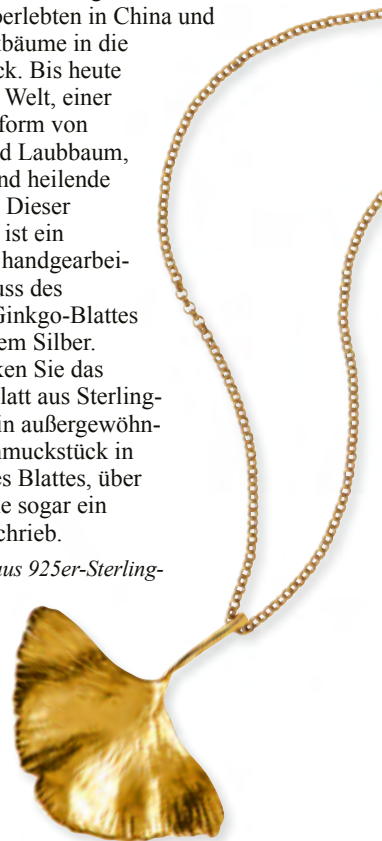 berlebten in China und
bäume in die
ck. Bis heute
Welt, einer
form von
d Laubbaum,
nd heilende
Dieser
ist ein
handgearbei-
uss des
Ginkgo-Blattes
em Silber.
ken Sie das
latt aus Sterling-
in außergewöhn-
hmuckstück in
es Blattes, über
e sogar ein
chrieb.
aus 925er-Sterling-